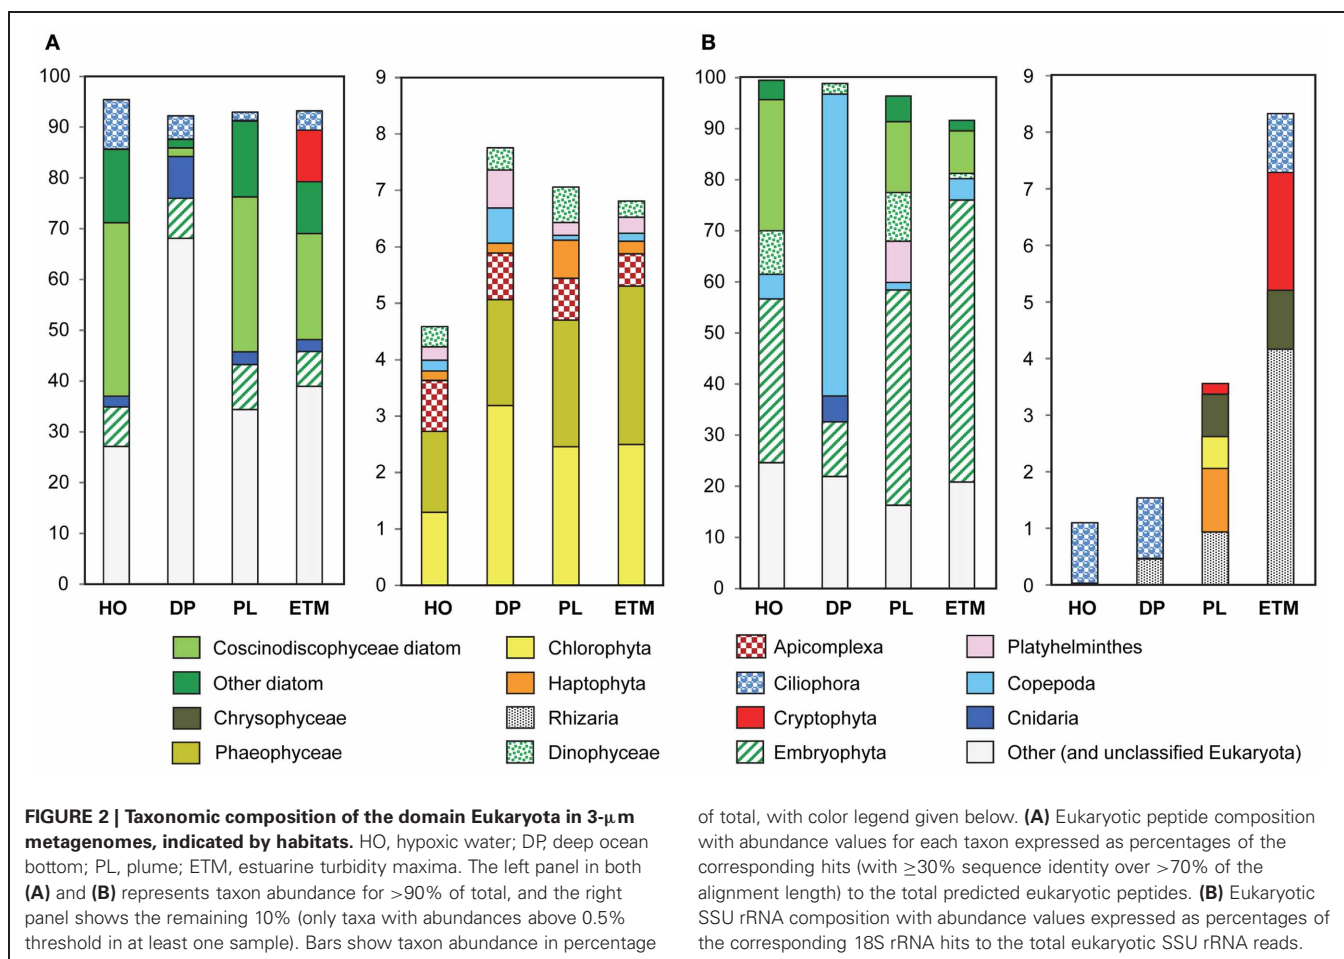 A
100
90
80
70
60
50
40
30
20
10
0
HO DP PL ETM
9
8
7
6
5
4
3
2
1
0
HO DP PL ETM
B
100
90
80
70
60
50
40
30
20
10
0
HO DP PL ETM
9
8
7
6
5
4
3
2
1
0
HO DP PL ETM
Coscinodiscophyceae diatom
Other diatom
Chrysophyceae
Phaeophyceae
Chlorophyta
Haptophyta
Rhizaria
Dinophyceae
Apicomplexa
Ciliophora
Cryptophyta
Embryophyta
Platyhelminthes
Copepoda
Cnidaria
Other (and unclassified Eukaryota)
FIGURE 2 | Taxonomic composition of the domain Eukaryota in 3-μm
metagenomes, indicated by habitats. HO, hypoxic water; DP, deep ocean
bottom; PL, plume; ETM, estuarine turbidity maxima. The left panel in both
(A) and (B) represents taxon abundance for >90% of total, and the right
panel shows the remaining 10% (only taxa with abundances above 0.5%
threshold in at least one sample). Bars show taxon abundance in percentage
of total, with color legend given below. (A) Eukaryotic peptide composition
with abundance values for each taxon expressed as percentages of the
corresponding hits (with ≥30% sequence identity over >70% of the
alignment length) to the total predicted eukaryotic peptides. (B) Eukaryotic
SSU rRNA composition with abundance values expressed as percentages of
the corresponding 18S rRNA hits to the total eukaryotic SSU rRNA reads.